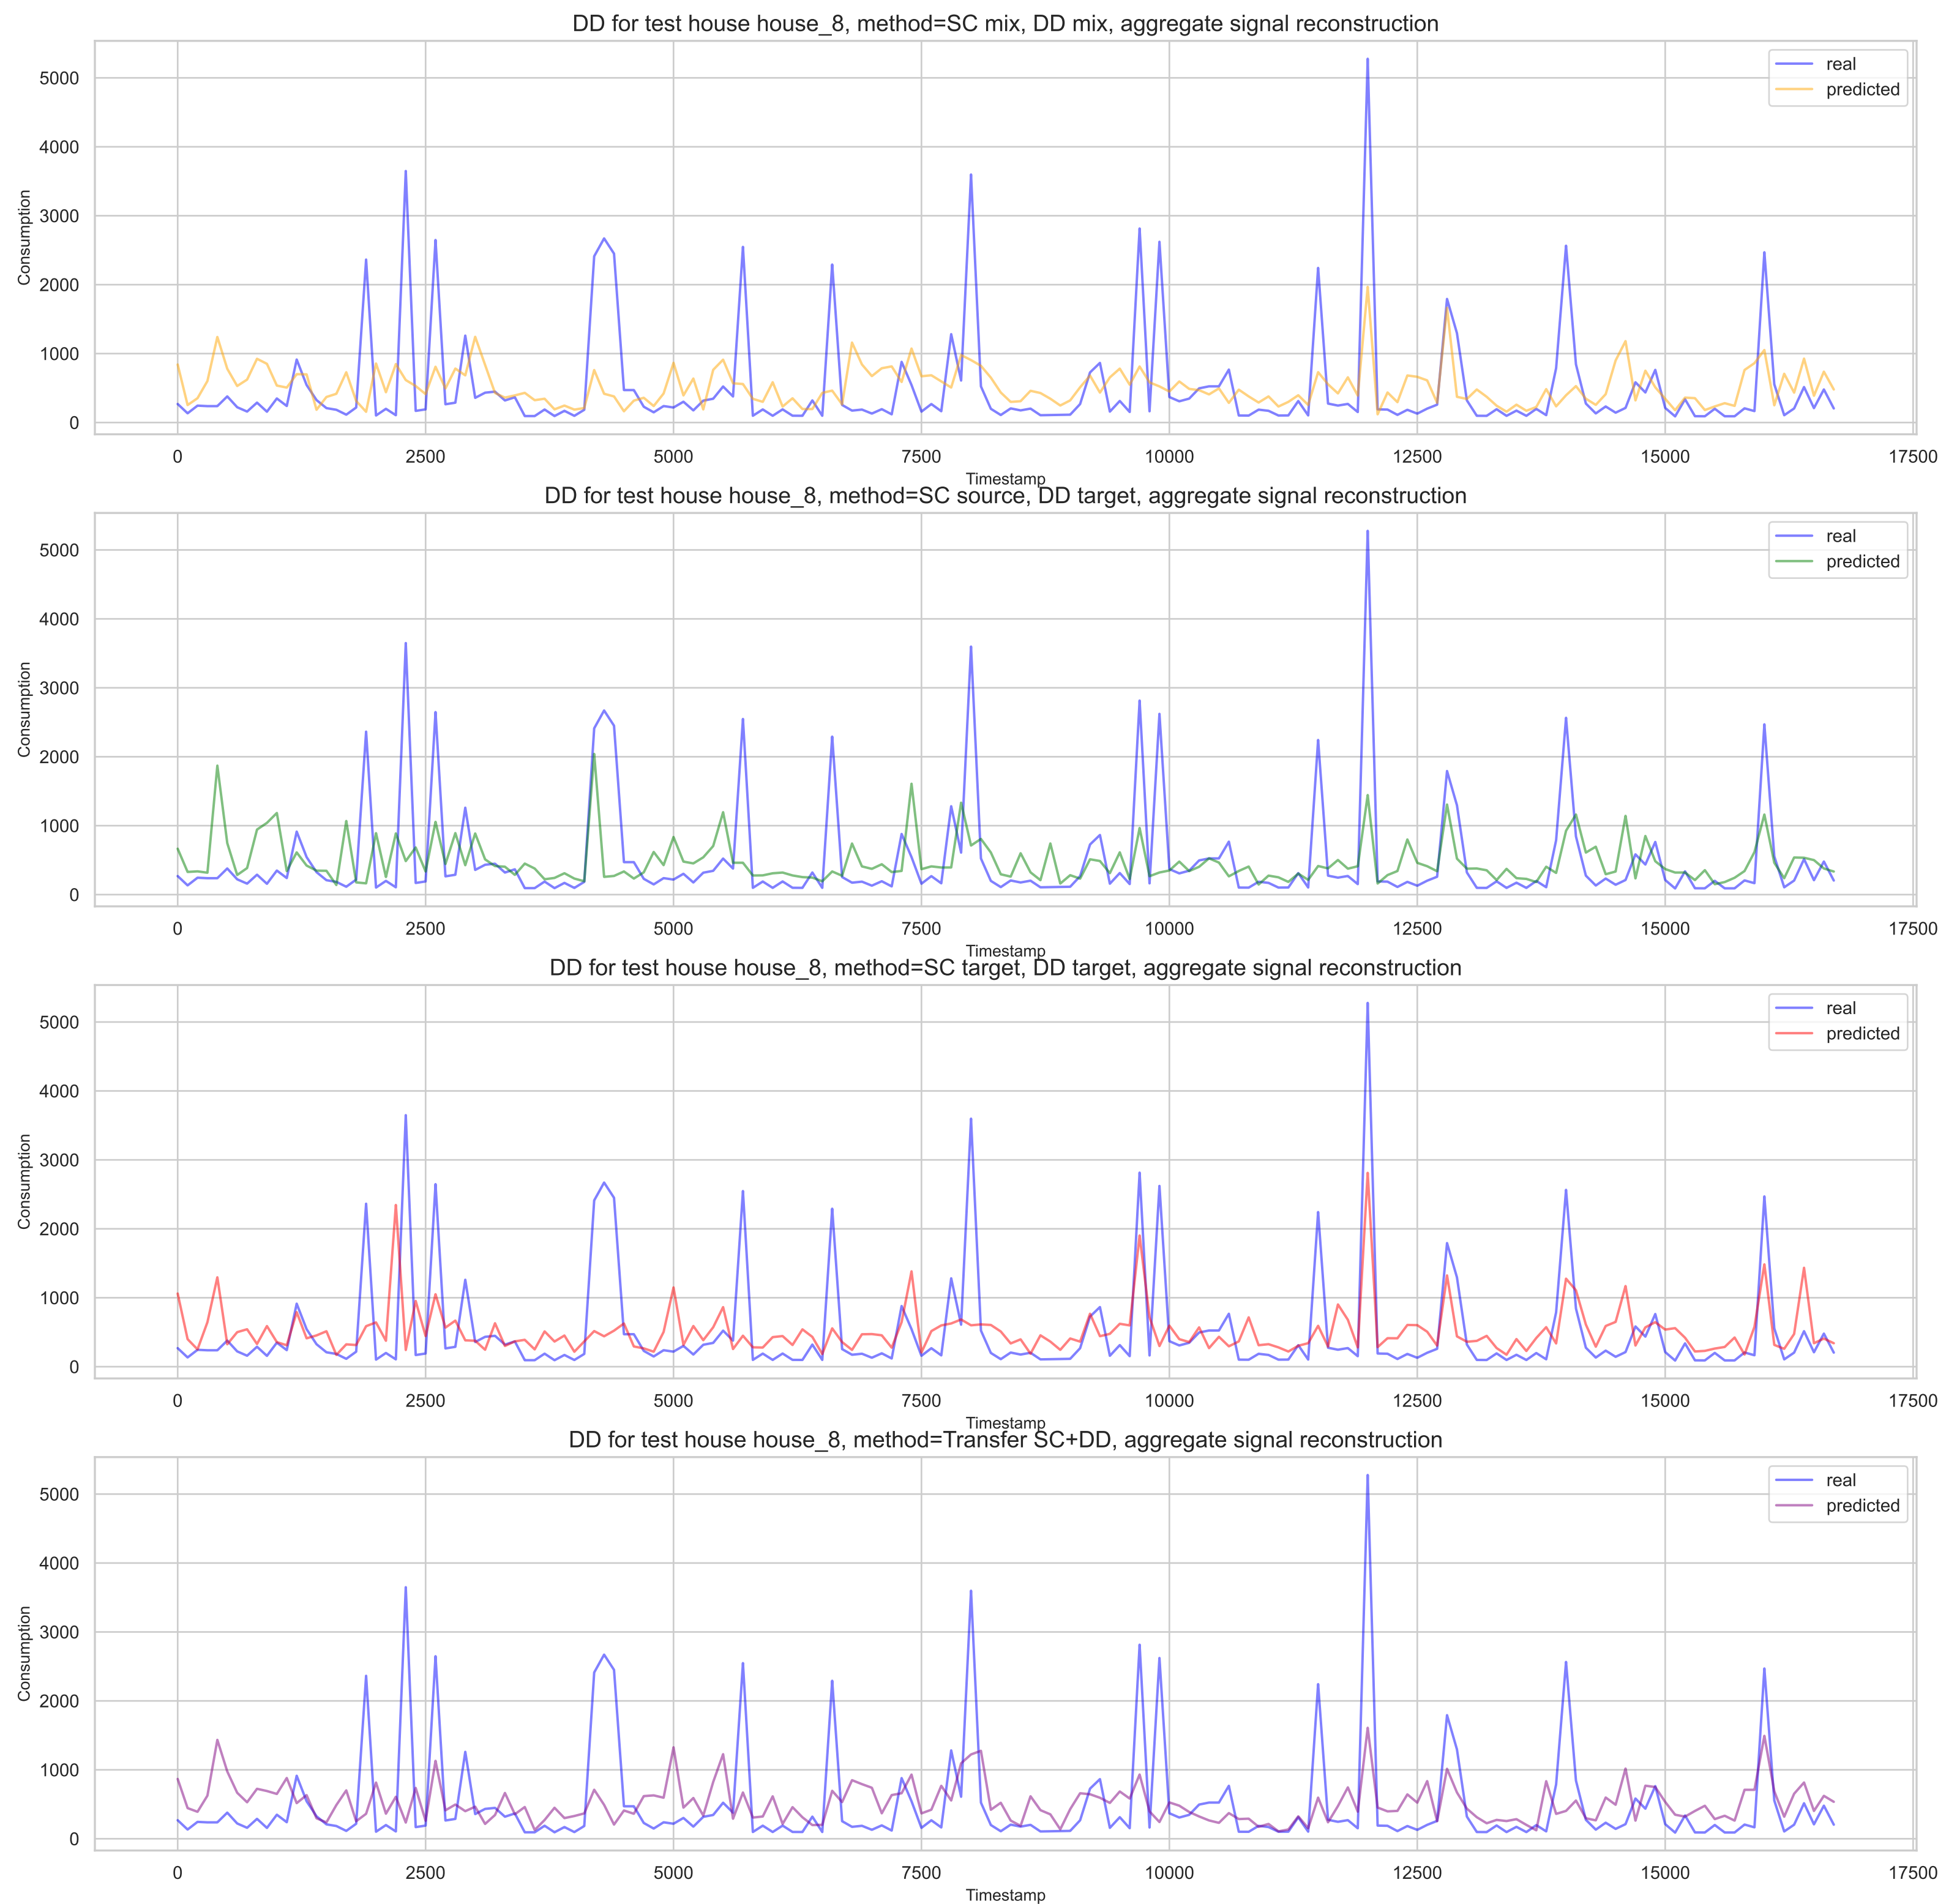 DD for test house house_8, method=SC mix, DD mix, aggregate signal reconstruction
real
predicted
5000
4000
3000
2000
1000
0
Consumption
0 2500 5000 7500 10000 12500 15000 17500
Timestamp
DD for test house house_8, method=SC source, DD target, aggregate signal reconstruction
real
predicted
5000
4000
3000
2000
1000
0
Consumption
0 2500 5000 7500 10000 12500 15000 17500
Timestamp
DD for test house house_8, method=SC target, DD target, aggregate signal reconstruction
real
predicted
5000
4000
3000
2000
1000
0
Consumption
0 2500 5000 7500 10000 12500 15000 17500
Timestamp
DD for test house house_8, method=Transfer SC+DD, aggregate signal reconstruction
real
predicted
5000
4000
3000
2000
1000
0
Consumption
0 2500 5000 7500 10000 12500 15000 17500
Timestamp